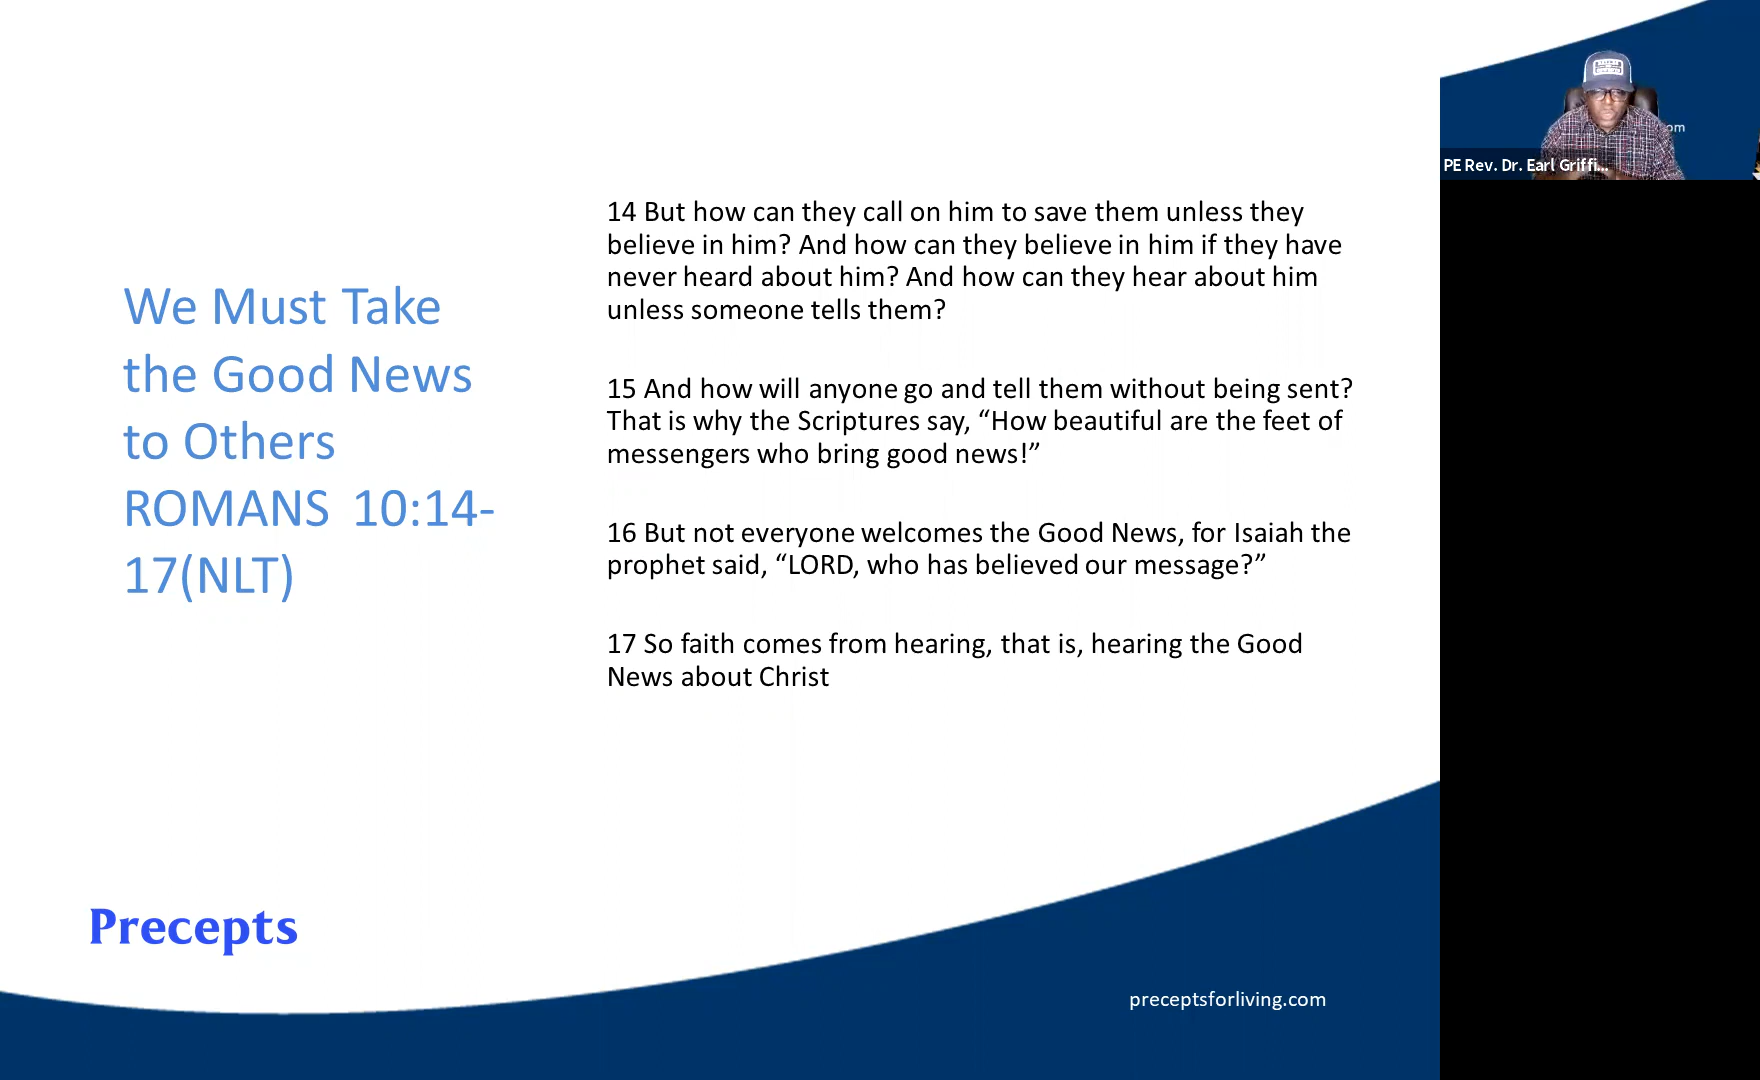 We Must Take
the Good News
to Others
ROMANS 10:14-
17(NLT)
14 But how can they call on him to save them unless they
believe in him? And how can they believe in him if they have
never heard about him? And how can they hear about him
unless someone tells them?
15 And how will anyone go and tell them without being sent?
That is why the Scriptures say, “How beautiful are the feet of
messengers who bring good news!”
16 But not everyone welcomes the Good News, for Isaiah the
prophet said, “LORD, who has believed our message?”
17 So faith comes from hearing, that is, hearing the Good
News about Christ
Precepts
preceptsforliving.com
om
PE Rev. Dr. Earl Griffi...